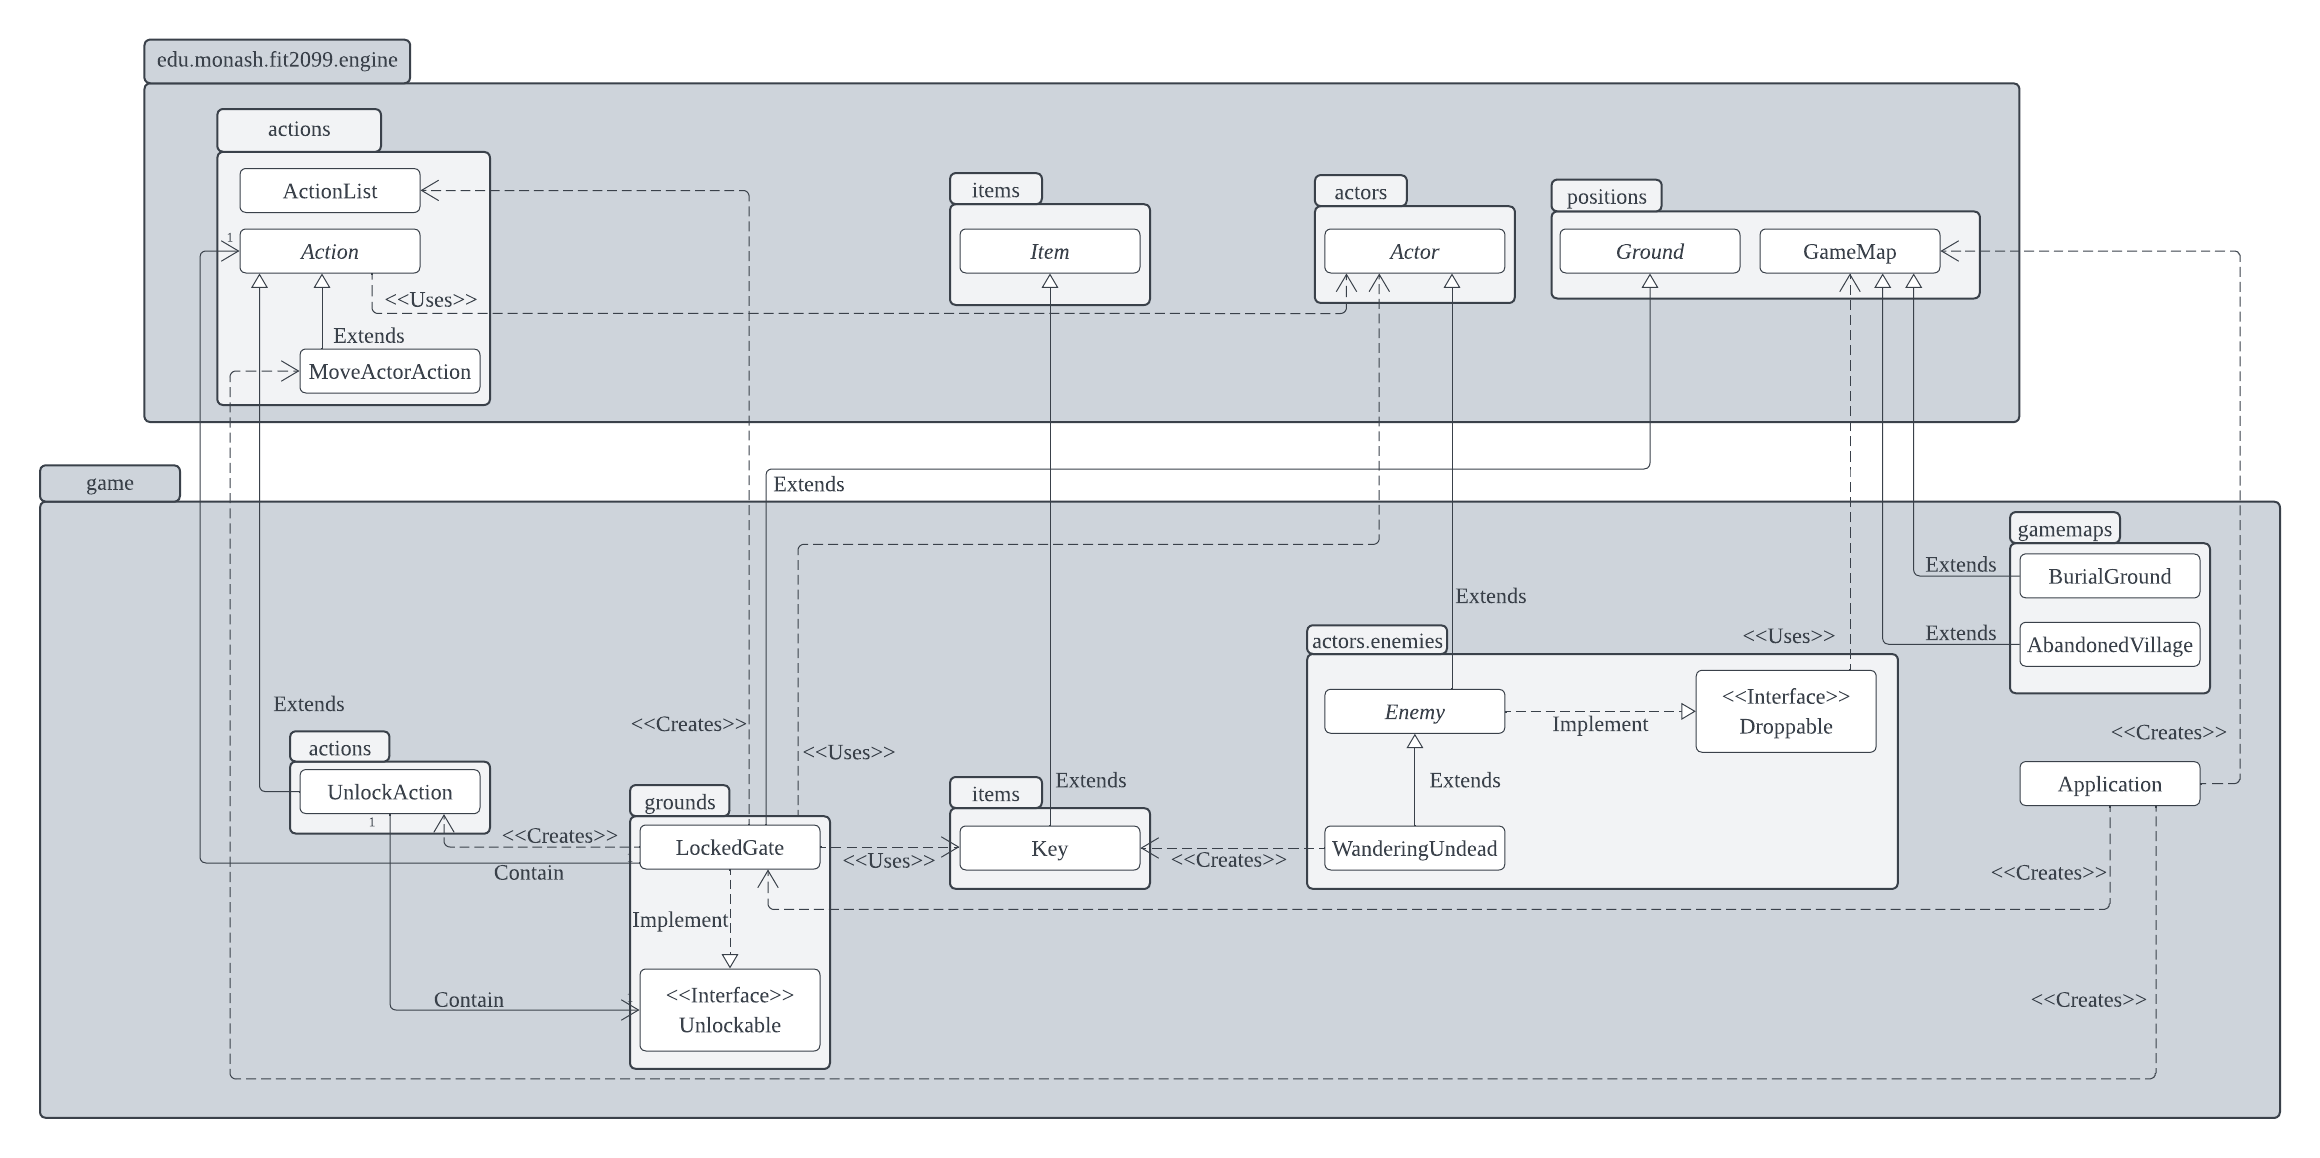 edu.monash.fit2099.engine
actions
ActionList
items
actors
positions
1
Action
Item
Actor
Ground
GameMap
<<Uses>>
Extends
MoveActorAction
game
Extends
gamemaps
Extends
BurialGround
Extends
<<Uses>>
Extends
AbandonedVillage
actors.enemies
Extends
<<Creates>>
<<Uses>>
Enemy
Implement
<<Interface>>
Droppable
<<Creates>>
actions
UnlockAction
1
grounds
items
Extends
Extends
Application
<<Creates>>
LockedGate
<<Uses>>
Key
<<Creates>>
WanderingUndead
Contain
<<Creates>>
Implement
Contain
<<Interface>>
Unlockable
<<Creates>>